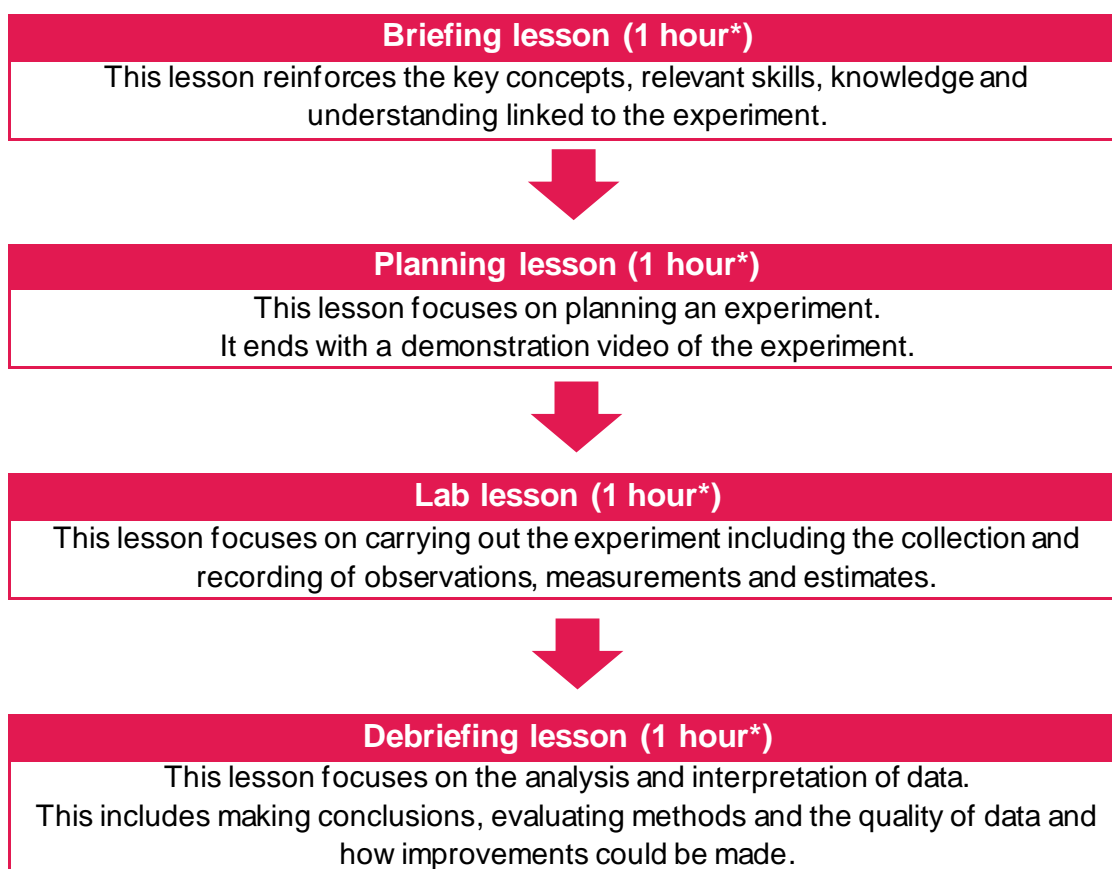 Briefing lesson (1 hour*)
This lesson reinforces the key concepts, relevant skills, knowledge and
understanding linked to the experiment.
Planning lesson (1 hour*)
This lesson focuses on planning an experiment.
It ends with a demonstration video of the experiment.
Lab lesson (1 hour*)
This lesson focuses on carrying out the experiment including the collection and
recording of observations, measurements and estimates.
Debriefing lesson (1 hour*)
This lesson focuses on the analysis and interpretation of data.
This includes making conclusions, evaluating methods and the quality of data and
how improvements could be made.